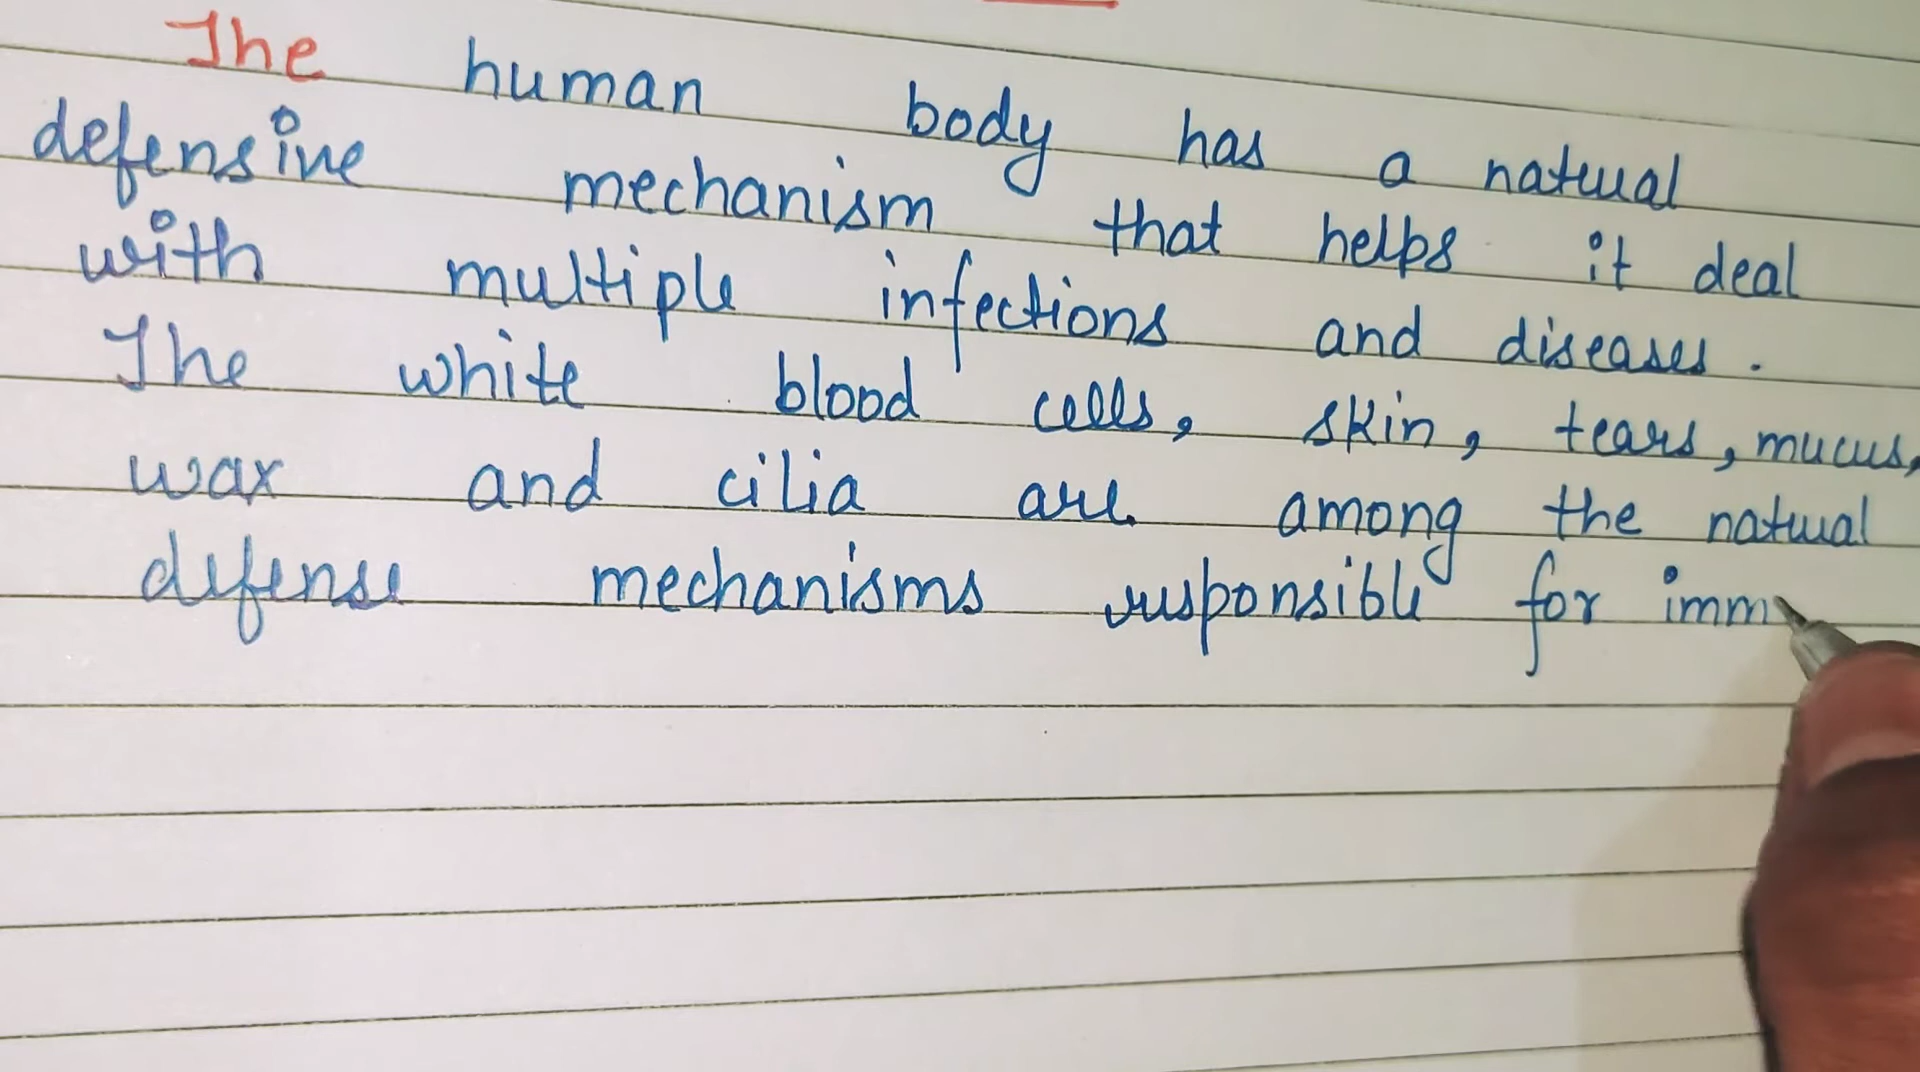 The human body has a natural
defensive mechanism that helps it deal
with multiple infections and diseases.
The white blood cells, skin, tears, mucus,
wax and cilia are among the natural
defense mechanisms responsible for imm